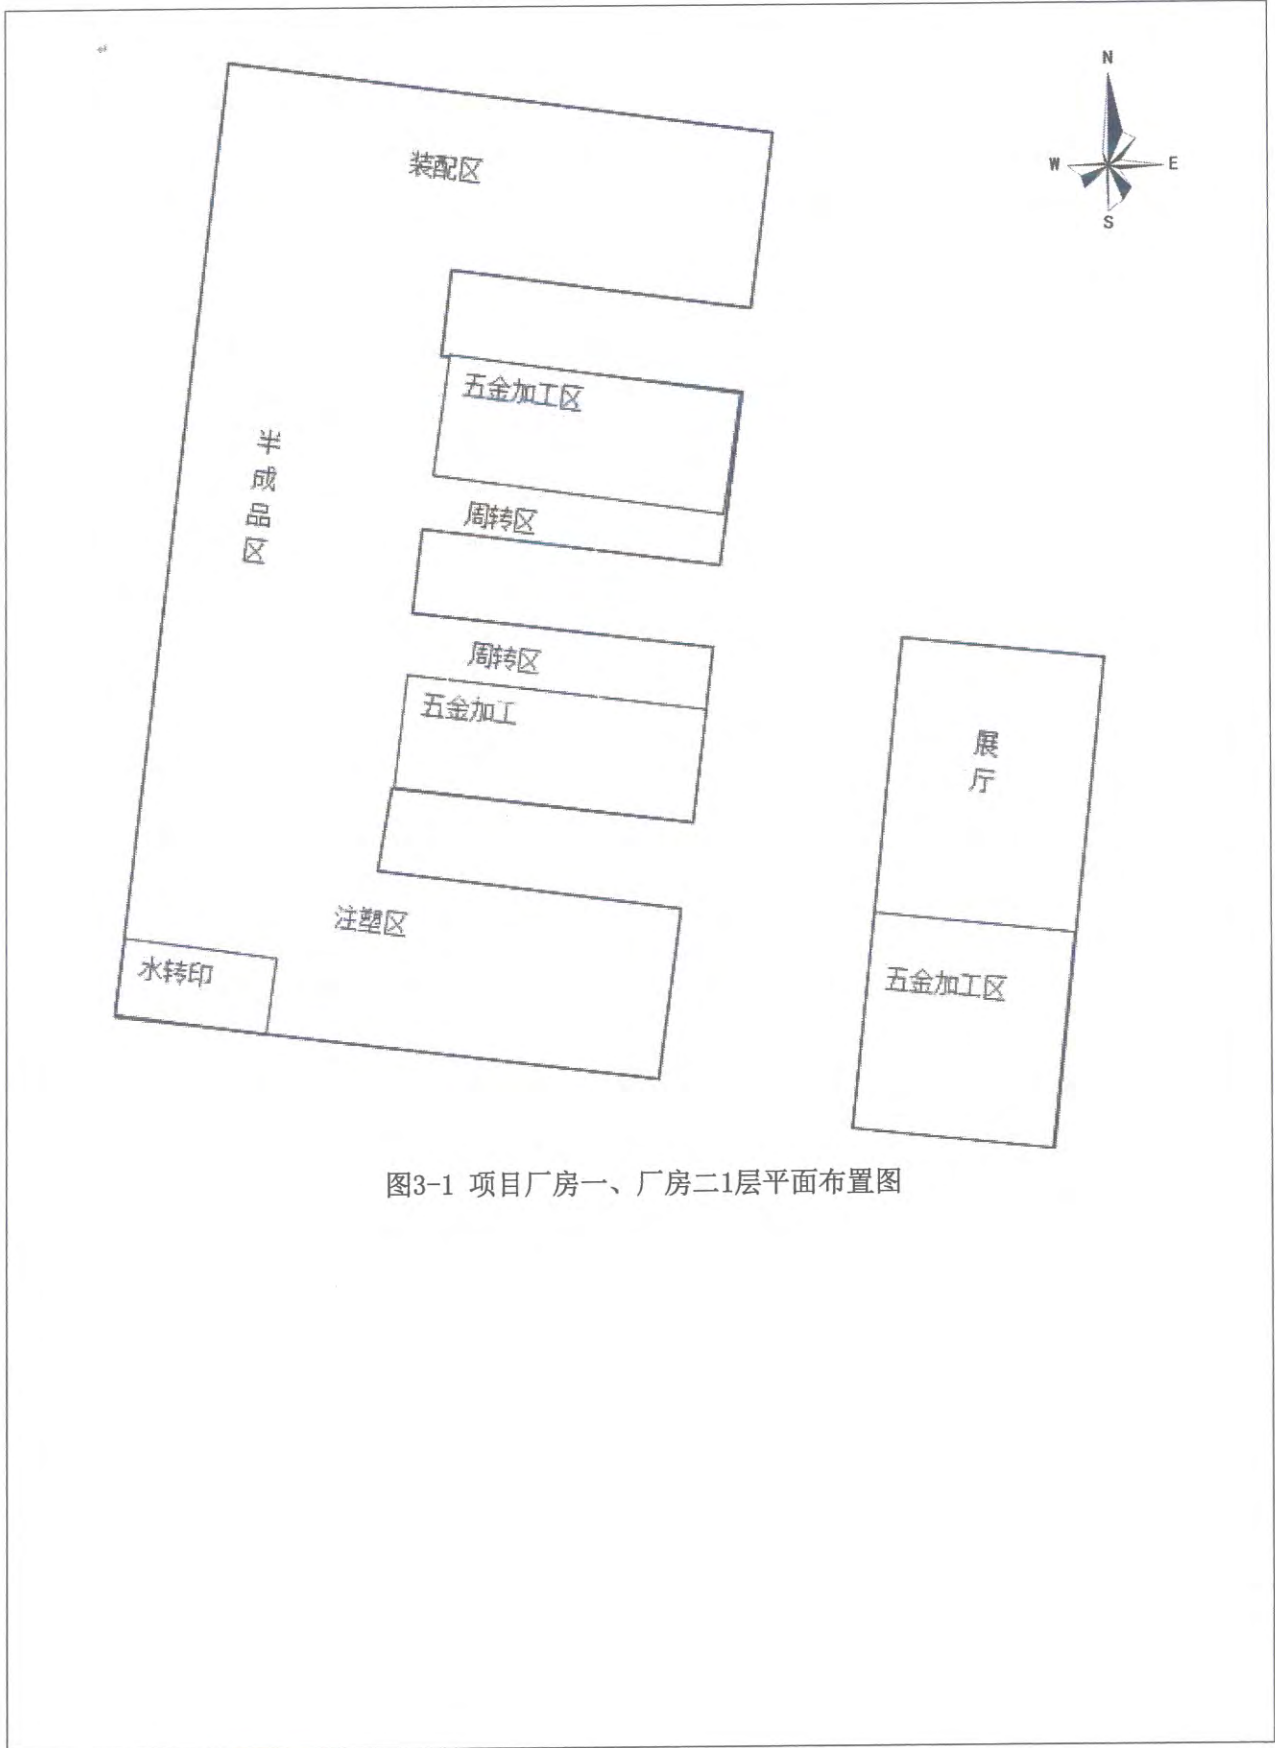 N
W
E
S
装配区
五金加工区
半成品区
周转区
周转区
五金加工
展厅
注塑区
水转印
五金加工区
图3-1 项目厂房一、厂房二1层平面布置图